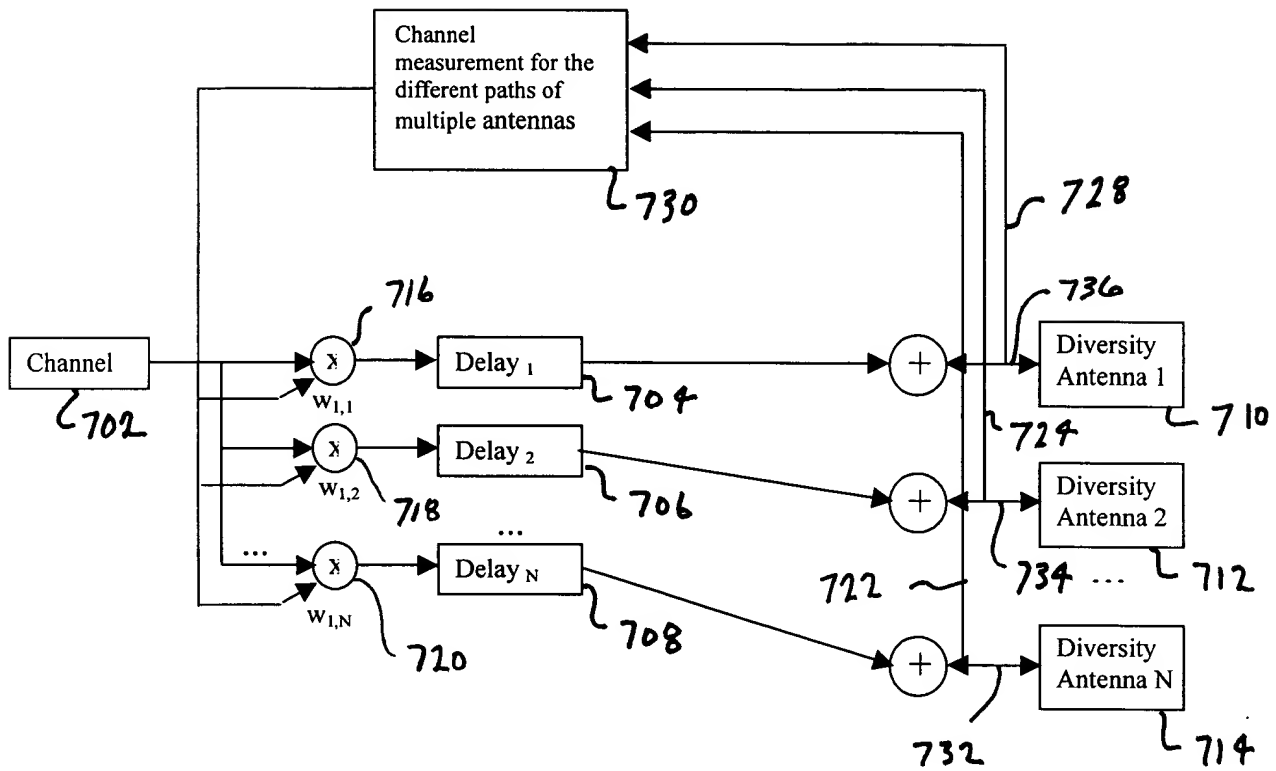 Channel
measurement for the
different paths of
multiple antennas
730
728
716
736
Channel
702
X
Delay 1
704
+
Diversity
Antenna 1
710
w1,1
724
X
Delay 2
706
+
Diversity
Antenna 2
712
w1,2
718
...
...
X
Delay N
708
722
734
...
w1,N
720
+
Diversity
Antenna N
714
732